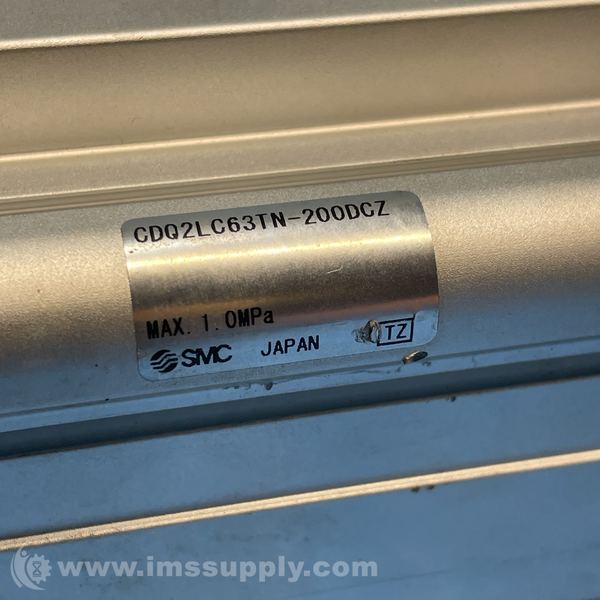 CDQ2LC63TN-200DCZ
MAX. 1.0MPa
SMC JAPAN TZ
www.imssupply.com